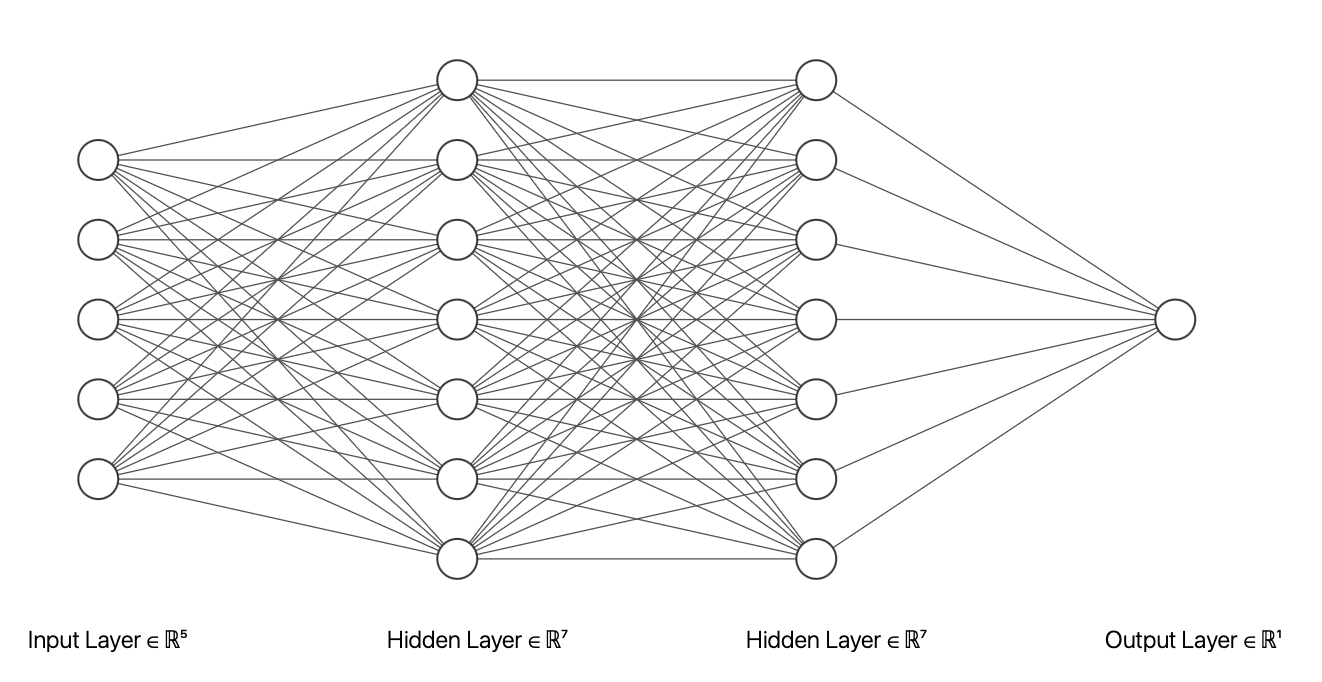 Input Layer ∈ ℝ⁵
Hidden Layer ∈ ℝ⁷
Hidden Layer ∈ ℝ⁷
Output Layer ∈ ℝ¹